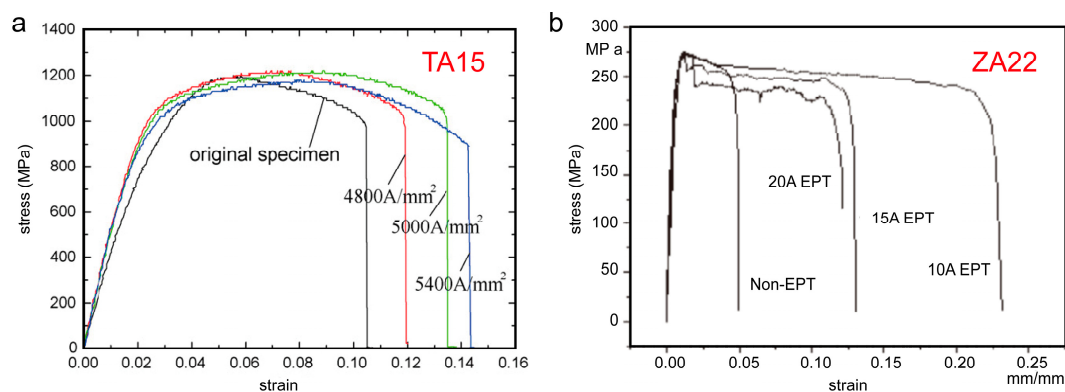 a
TA15
1400
1200
1000
800
600
400
200
0
stress (MPa)
original specimen
4800A/mm²
5000A/mm²
5400A/mm²
0.00 0.02 0.04 0.06 0.08 0.10 0.12 0.14 0.16
strain
b
ZA22
300
MP a
250
200
150
100
50
0
stress (MPa)
20A EPT
15A EPT
10A EPT
Non-EPT
0.00 0.05 0.10 0.15 0.20 0.25
strain
mm/mm